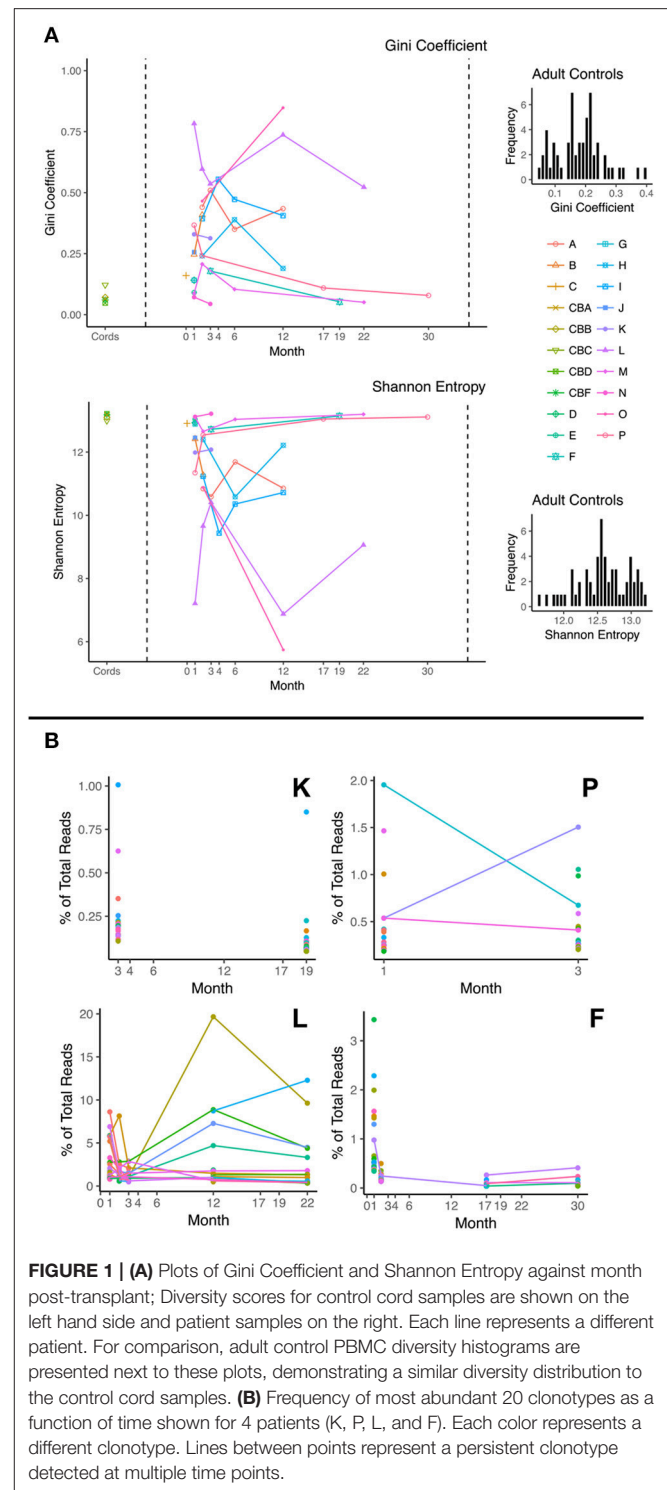 A
Gini Coefficient
1.00
0.75
0.50
0.25
0.00
Gini Coefficient
Cords
0 1 3 4 6 12 17 19 22 30
Month
Adult Controls
6
4
2
0
Frequency
0.1 0.2 0.3 0.4
Gini Coefficient
A
B
C
CBA
CBB
CBC
CBD
CBF
D
E
F
G
H
I
J
K
L
M
N
O
P
Shannon Entropy
12
10
8
6
Shannon Entropy
Cords
0 1 3 4 6 12 17 19 22 30
Month
Adult Controls
6
4
2
0
Frequency
12.0 12.5 13.0
Shannon Entropy
B
K
1.00
0.75
0.50
0.25
% of Total Reads
3 4 6 12 17 19
Month
P
2.0
1.5
1.0
0.5
% of Total Reads
1 3
Month
L
20
15
10
5
0
% of Total Reads
0 1 3 4 6 12 17 19 22
Month
F
3
2
1
0
% of Total Reads
0 1 3 4 6 12 17 19 22 30
Month
FIGURE 1 | (A) Plots of Gini Coefficient and Shannon Entropy against month
post-transplant; Diversity scores for control cord samples are shown on the
left hand side and patient samples on the right. Each line represents a different
patient. For comparison, adult control PBMC diversity histograms are
presented next to these plots, demonstrating a similar diversity distribution to
the control cord samples. (B) Frequency of most abundant 20 clonotypes as a
function of time shown for 4 patients (K, P, L, and F). Each color represents a
different clonotype. Lines between points represent a persistent clonotype
detected at multiple time points.